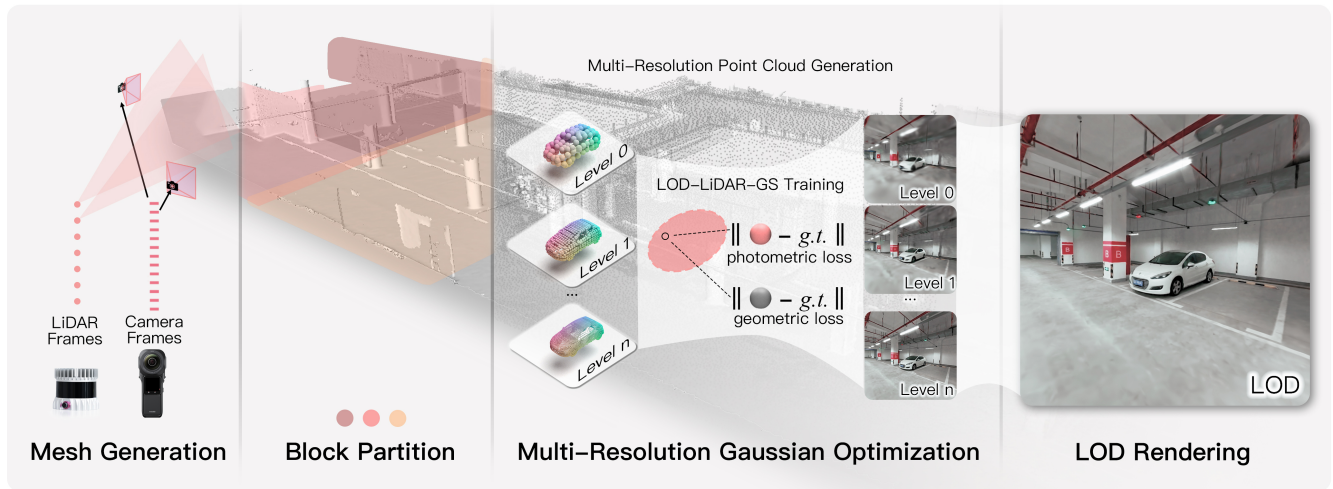 Multi-Resolution Point Cloud Generation
Level 0
Level 1
...
Level n
LOD-LiDAR-GS Training
‖ – g.t. ‖
photometric loss
‖ – g.t. ‖
geometric loss
Level 0
Level 1
...
Level n
B
B
LOD
LiDAR
Frames
Camera
Frames
Mesh Generation
Block Partition
Multi-Resolution Gaussian Optimization
LOD Rendering